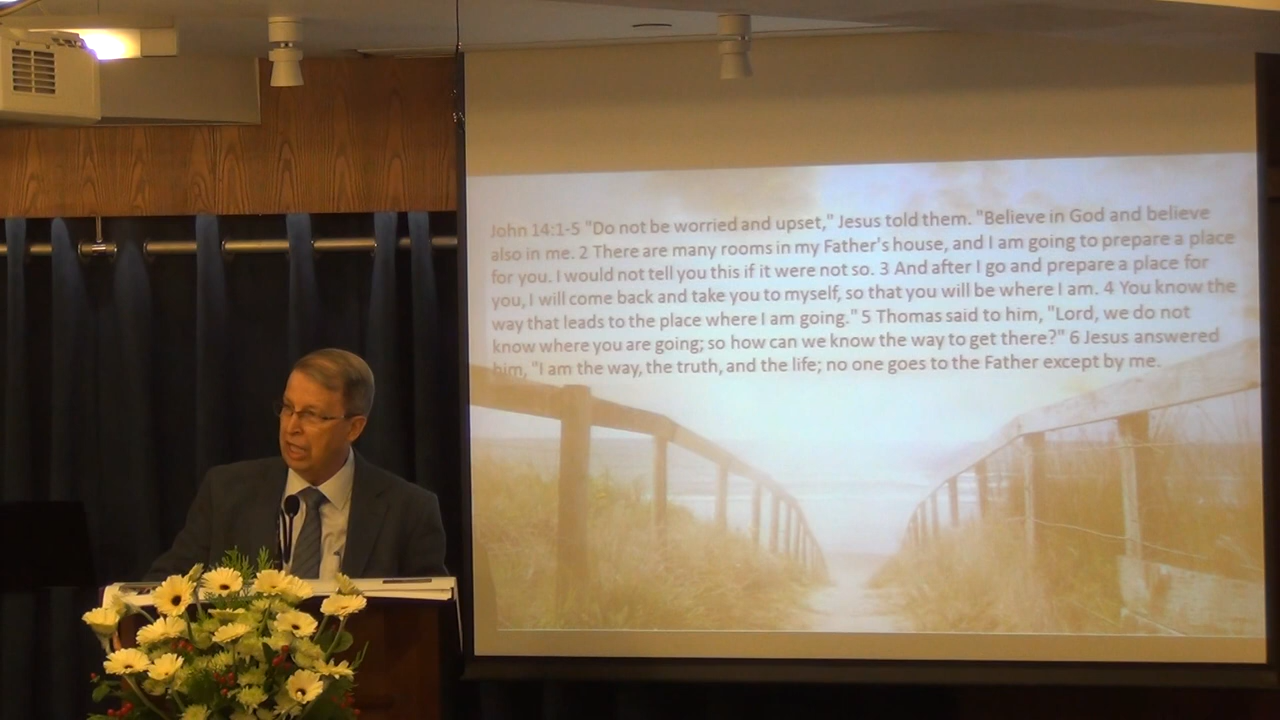 John 14:1-5 "Do not be worried and upset," Jesus told them. "Believe in God and believe
also in me. 2 There are many rooms in my Father's house, and I am going to prepare a place
for you. I would not tell you this if it were not so. 3 And after I go and prepare a place for
you, I will come back and take you to myself, so that you will be where I am. 4 You know the
way that leads to the place where I am going." 5 Thomas said to him, "Lord, we do not
know where you are going; so how can we know the way to get there?" 6 Jesus answered
him, "I am the way, the truth, and the life; no one goes to the Father except by me.